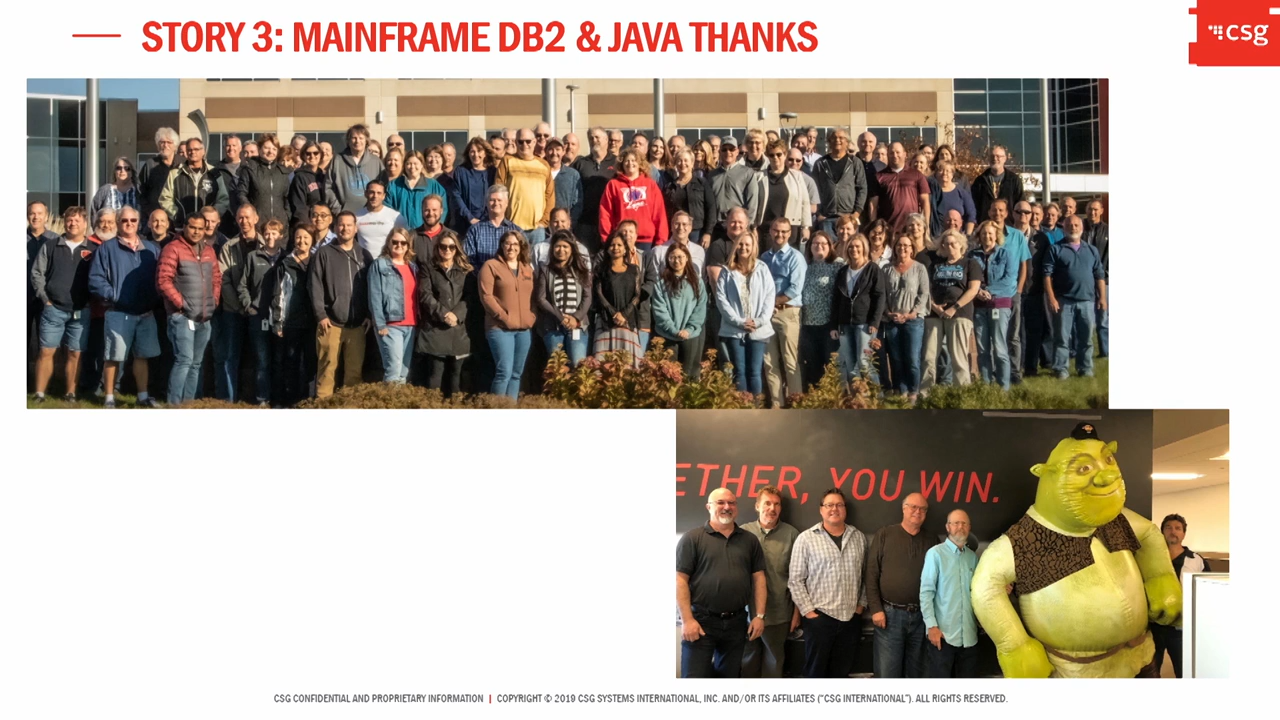 STORY 3: MAINFRAME DB2 & JAVA THANKS
csg
ETHER, YOU WIN.
CSG CONFIDENTIAL AND PROPRIETARY INFORMATION | COPYRIGHT © 2019 CSG SYSTEMS INTERNATIONAL, INC. AND/OR ITS AFFILIATES (“CSG INTERNATIONAL”). ALL RIGHTS RESERVED.